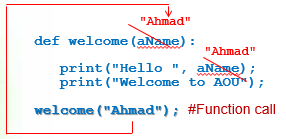 "Ahmad"
def welcome(aName):
"Ahmad"
print("Hello ", aName);
print("Welcome to AOU");
welcome("Ahmad"); #Function call